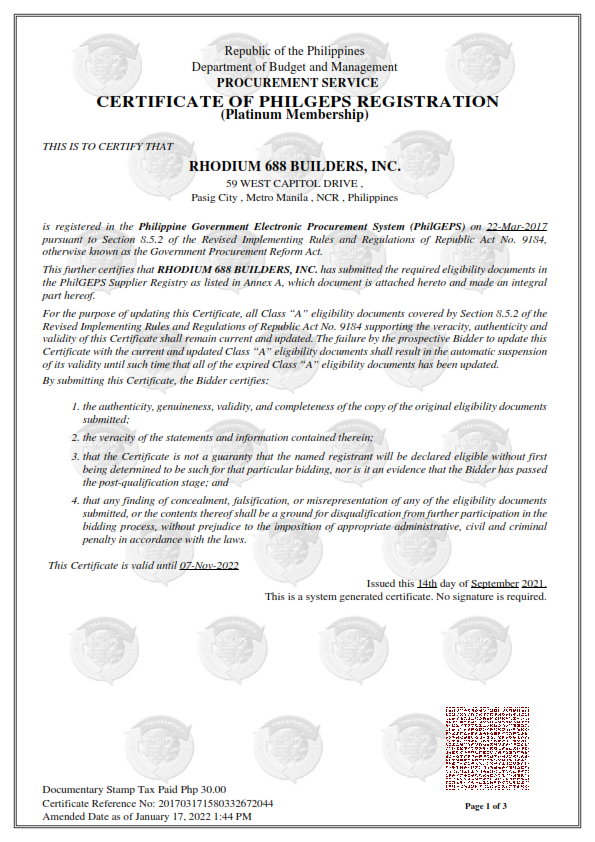 Republic of the Philippines
Department of Budget and Management
PROCUREMENT SERVICE
CERTIFICATE OF PHILGEPS REGISTRATION
(Platinum Membership)
THIS IS TO CERTIFY THAT
RHODIUM 688 BUILDERS, INC.
59 WEST CAPITOL DRIVE ,
Pasig City , Metro Manila , NCR , Philippines
is registered in the Philippine Government Electronic Procurement System (PhilGEPS) on 22-Mar-2017
pursuant to Section 8.5.2 of the Revised Implementing Rules and Regulations of Republic Act No. 9184,
otherwise known as the Government Procurement Reform Act.
This further certifies that RHODIUM 688 BUILDERS, INC. has submitted the required eligibility documents in
the PhilGEPS Supplier Registry as listed in Annex A, which document is attached hereto and made an integral
part hereof.
For the purpose of updating this Certificate, all Class “A” eligibility documents covered by Section 8.5.2 of the
Revised Implementing Rules and Regulations of Republic Act No. 9184 supporting the veracity, authenticity and
validity of this Certificate shall remain current and updated. The failure by the prospective Bidder to update this
Certificate with the current and updated Class “A” eligibility documents shall result in the automatic suspension
of its validity until such time that all of the expired Class “A” eligibility documents has been updated.
By submitting this Certificate, the Bidder certifies:
1. the authenticity, genuineness, validity, and completeness of the copy of the original eligibility documents
submitted;
2. the veracity of the statements and information contained therein;
3. that the Certificate is not a guaranty that the named registrant will be declared eligible without first
being determined to be such for that particular bidding, nor is it an evidence that the Bidder has passed
the post-qualification stage; and
4. that any finding of concealment, falsification, or misrepresentation of any of the eligibility documents
submitted, or the contents thereof shall be a ground for disqualification from further participation in the
bidding process, without prejudice to the imposition of appropriate administrative, civil and criminal
penalty in accordance with the laws.
This Certificate is valid until 07-Nov-2022
Issued this 14th day of September 2021.
This is a system generated certificate. No signature is required.
Documentary Stamp Tax Paid Php 30.00
Certificate Reference No: 201703171580332672044
Amended Date as of January 17, 2022 1:44 PM
Page 1 of 3